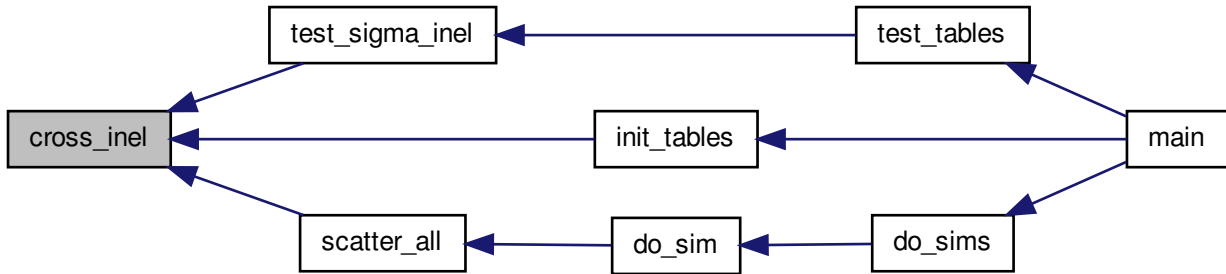 test_sigma_inel
test_tables
cross_inel
init_tables
main
scatter_all
do_sim
do_sims